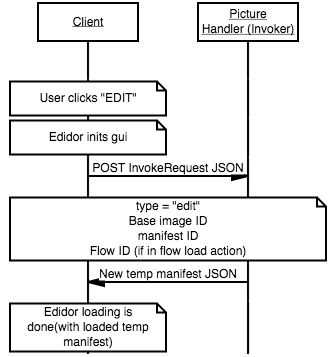 Client
Picture
Handler (Invoker)
User clicks "EDIT"
Edidor inits gui
POST InvokeRequest JSON
type = "edit"
Base image ID
manifest ID
Flow ID (if in flow load action)
New temp manifest JSON
Edidor loading is
done(with loaded temp
manifest)